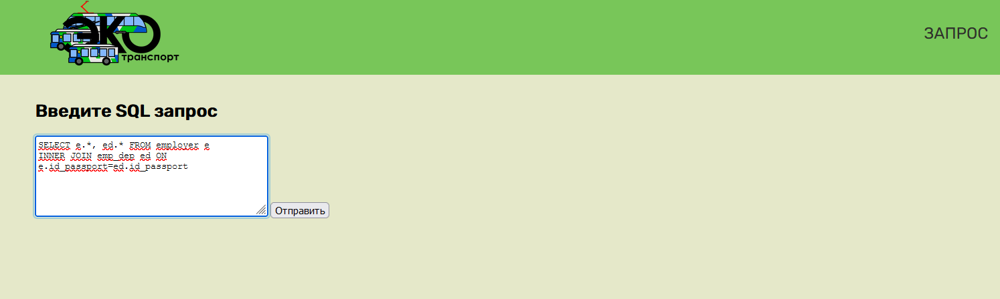 ЭКО
транспорт
ЗАПРОС
Введите SQL запрос
SELECT e.*, ed.* FROM employer e
INNER JOIN emp_dep ed ON
e.id_passport=ed.id_passport
Отправить